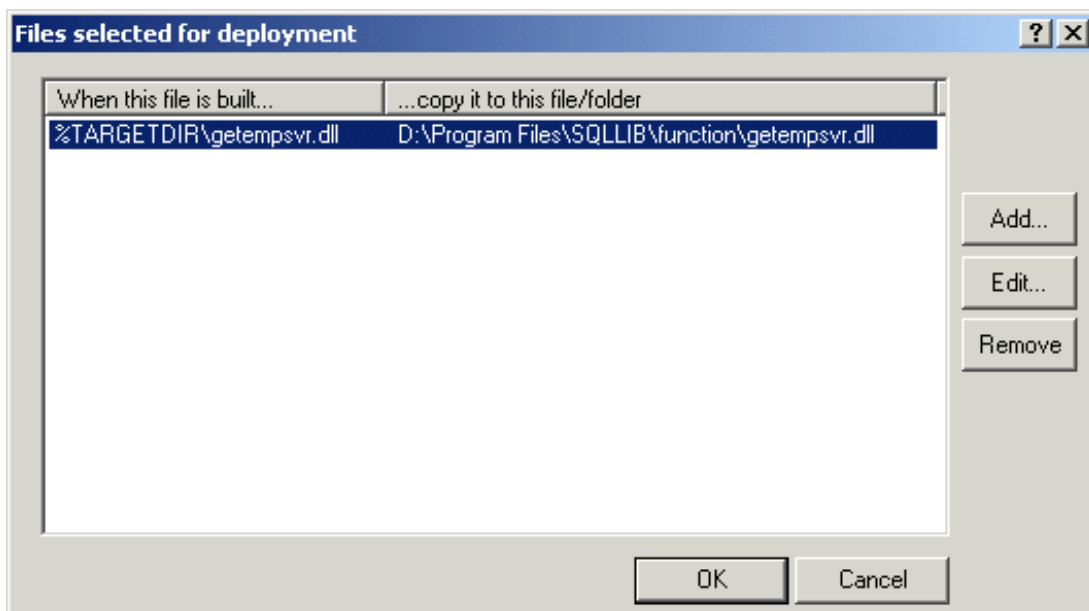 Files selected for deployment
When this file is built... ...copy it to this file/folder
%TARGETDIR\getempsvr.dll D:\Program Files\SQLLIB\function\getempsvr.dll
Add...
Edit...
Remove
OK Cancel